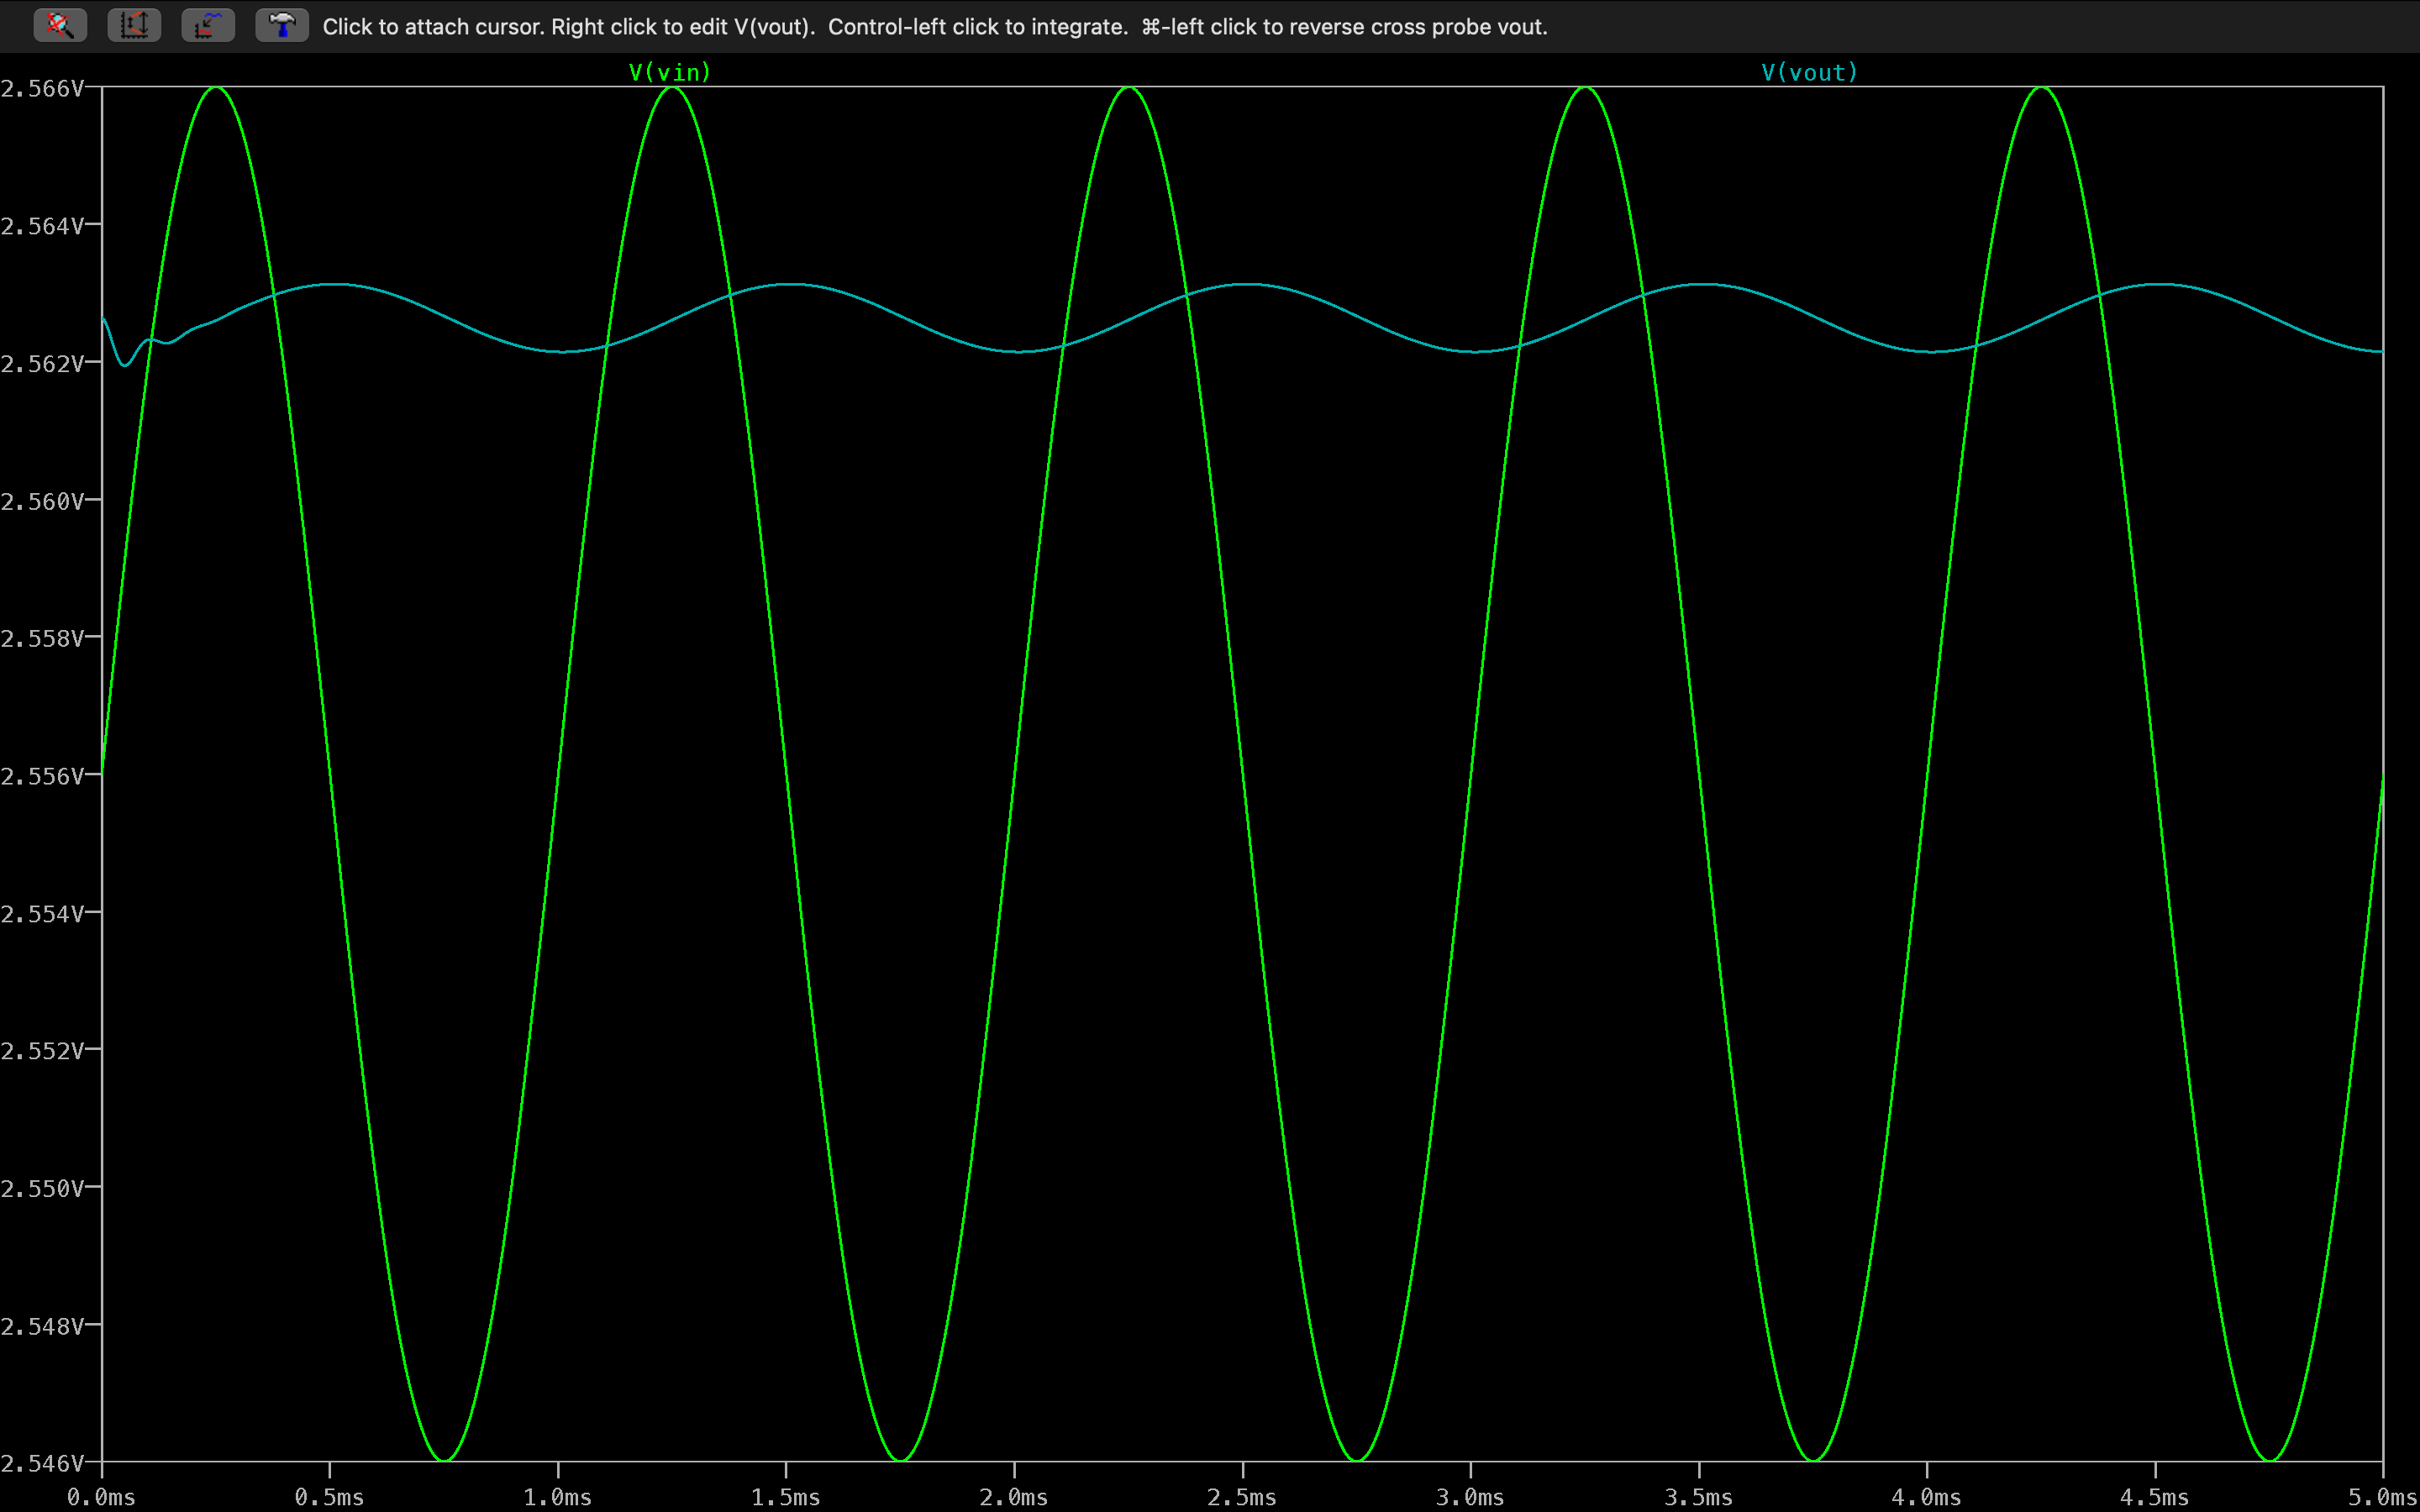 Click to attach cursor. Right click to edit V(vout).  Control-left click to integrate.  ⌘-left click to reverse cross probe vout.
V(vin) V(vout)
2.566V
2.564V
2.562V
2.560V
2.558V
2.556V
2.554V
2.552V
2.550V
2.548V
2.546V
0.0ms 0.5ms 1.0ms 1.5ms 2.0ms 2.5ms 3.0ms 3.5ms 4.0ms 4.5ms 5.0ms